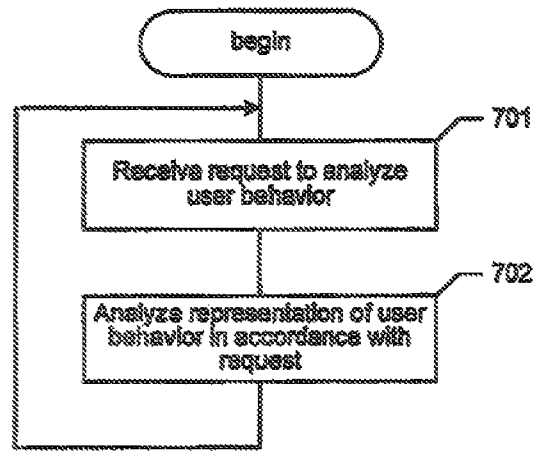 begin
701
Receive request to analyze
user behavior
702
Analyze representation of user
behavior in accordance with
request